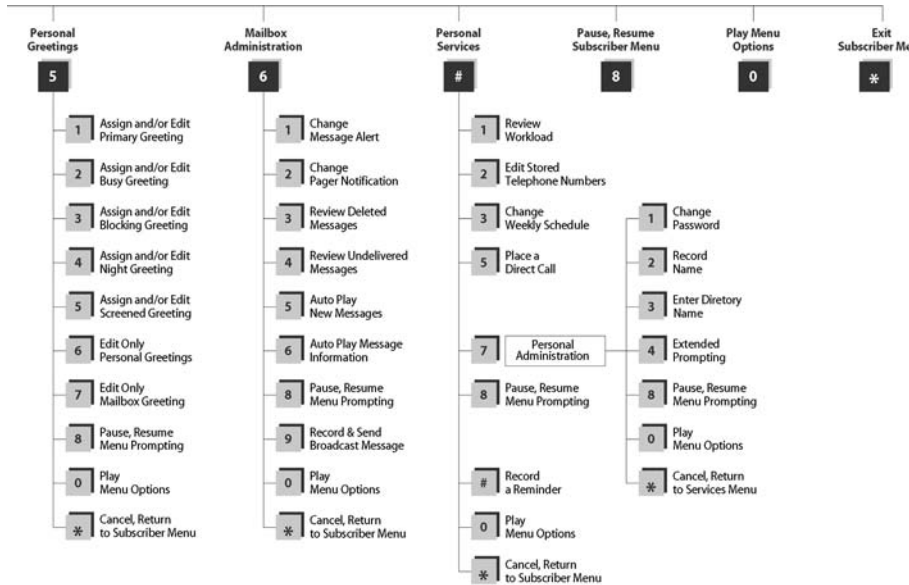 Personal
Greetings
5
1
Assign and/or Edit
Primary Greeting
2
Assign and/or Edit
Busy Greeting
3
Assign and/or Edit
Blocking Greeting
4
Assign and/or Edit
Night Greeting
5
Assign and/or Edit
Screened Greeting
6
Edit Only
Personal Greetings
7
Edit Only
Mailbox Greeting
8
Pause, Resume
Menu Prompting
0
Play
Menu Options
*
Cancel, Return
to Subscriber Menu
Mailbox
Administration
6
1
Change
Message Alert
2
Change
Pager Notification
3
Review Deleted
Messages
4
Review Undelivered
Messages
5
Auto Play
New Messages
6
Auto Play Message
Information
8
Pause, Resume
Menu Prompting
9
Record & Send
Broadcast Message
0
Play
Menu Options
*
Cancel, Return
to Subscriber Menu
Personal
Services
#
1
Review
Workload
2
Edit Stored
Telephone Numbers
3
Change
Weekly Schedule
5
Place a
Direct Call
7
Personal
Administration
8
Pause, Resume
Menu Prompting
#
Record
a Reminder
0
Play
Menu Options
*
Cancel, Return
to Subscriber Menu
1
Change
Password
2
Record
Name
3
Enter Diretory
Name
4
Extended
Prompting
8
Pause, Resume
Menu Prompting
0
Play
Menu Options
*
Cancel, Return
to Services Menu
Pause, Resume
Subscriber Menu
8
Play Menu
Options
0
Exit
Subscriber Me
*